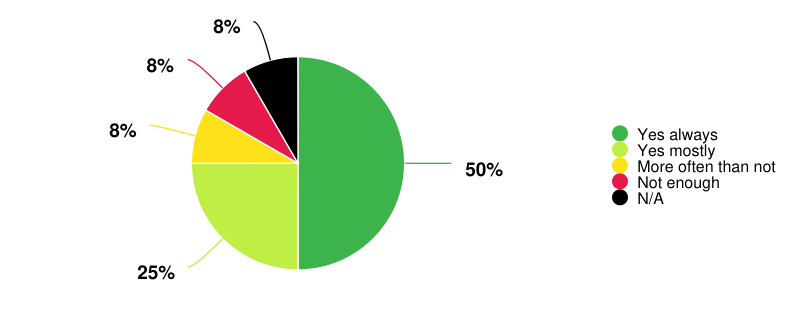 8%
8%
8%
50%
25%
Yes always
Yes mostly
More often than not
Not enough
N/A